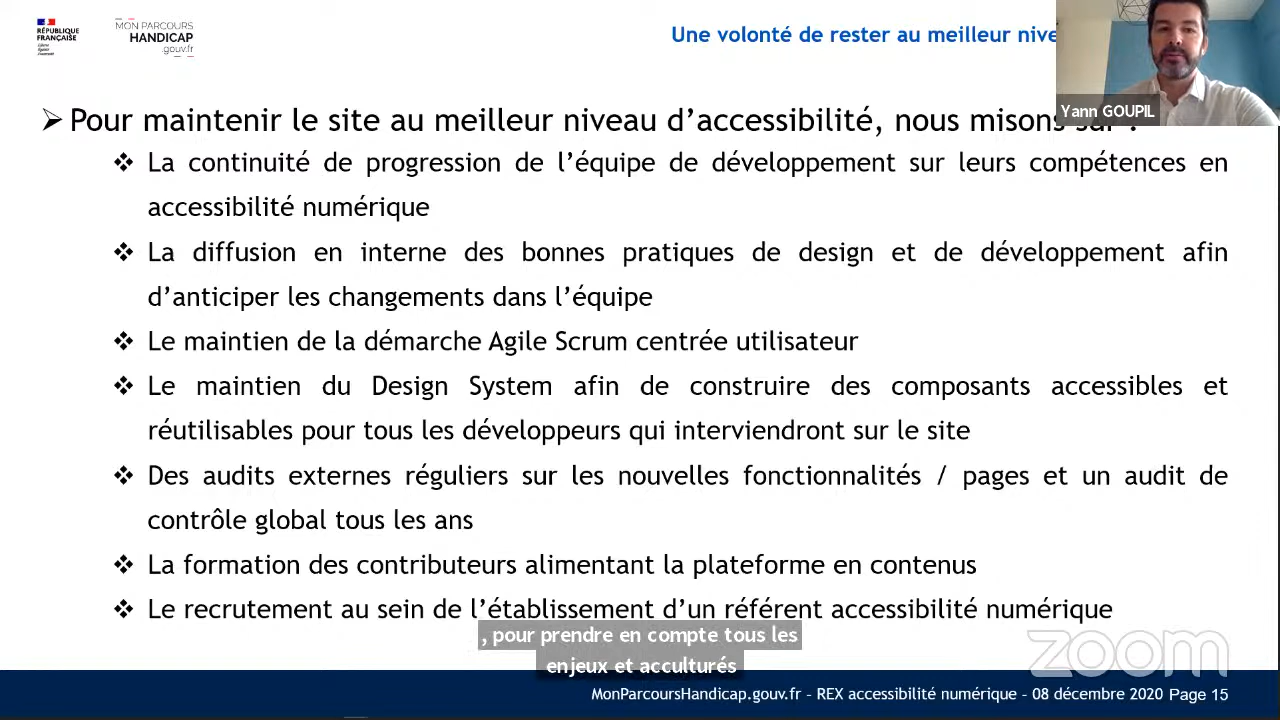 RÉPUBLIQUE
FRANÇAISE
Liberté
Égalité
Fraternité
MON PARCOURS
HANDICAP
.gouv.fr
Une volonté de rester au meilleur
Yann GOUPIL
Pour maintenir le site au meilleur niveau d’accessibilité, nous misons sur :
La continuité de progression de l’équipe de développement sur leurs compétences en
accessibilité numérique
La diffusion en interne des bonnes pratiques de design et de développement afin
d’anticiper les changements dans l’équipe
Le maintien de la démarche Agile Scrum centrée utilisateur
Le maintien du Design System afin de construire des composants accessibles et
réutilisables pour tous les développeurs qui interviendront sur le site
Des audits externes réguliers sur les nouvelles fonctionnalités / pages et un audit de
contrôle global tous les ans
La formation des contributeurs alimentant la plateforme en contenus
Le recrutement au sein de l’établissement d’un référent accessibilité numérique
, pour prendre en compte tous les
enjeux et acculturés
zoom
MonParcoursHandicap.gouv.fr - REX accessibilité numérique - 08 décembre 2020 Page 15